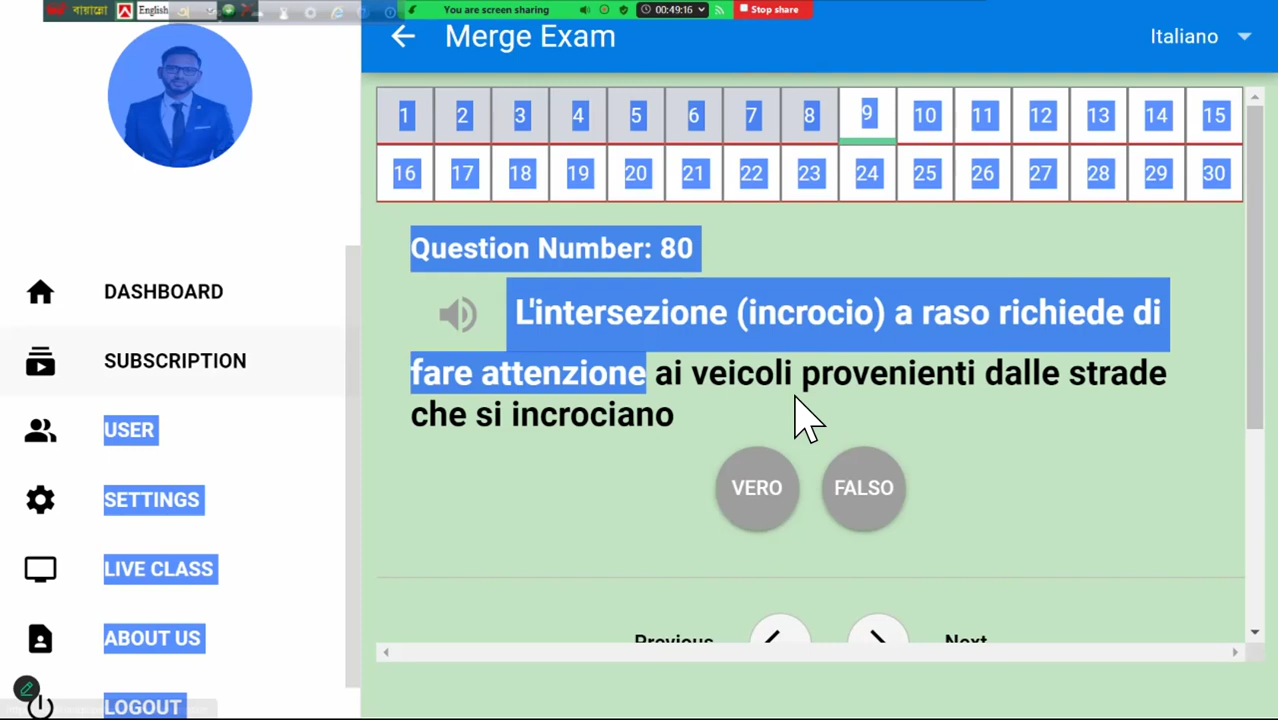 বায়ান্নো
English
You are screen sharing
00:49:16
Stop share
Merge Exam
Italiano
1 2 3 4 5 6 7 8 9 10 11 12 13 14 15
16 17 18 19 20 21 22 23 24 25 26 27 28 29 30
DASHBOARD
SUBSCRIPTION
USER
SETTINGS
LIVE CLASS
ABOUT US
LOGOUT
Question Number: 80
L'intersezione (incrocio) a raso richiede di
fare attenzione ai veicoli provenienti dalle strade
che si incrociano
VERO
FALSO
Previous
Next